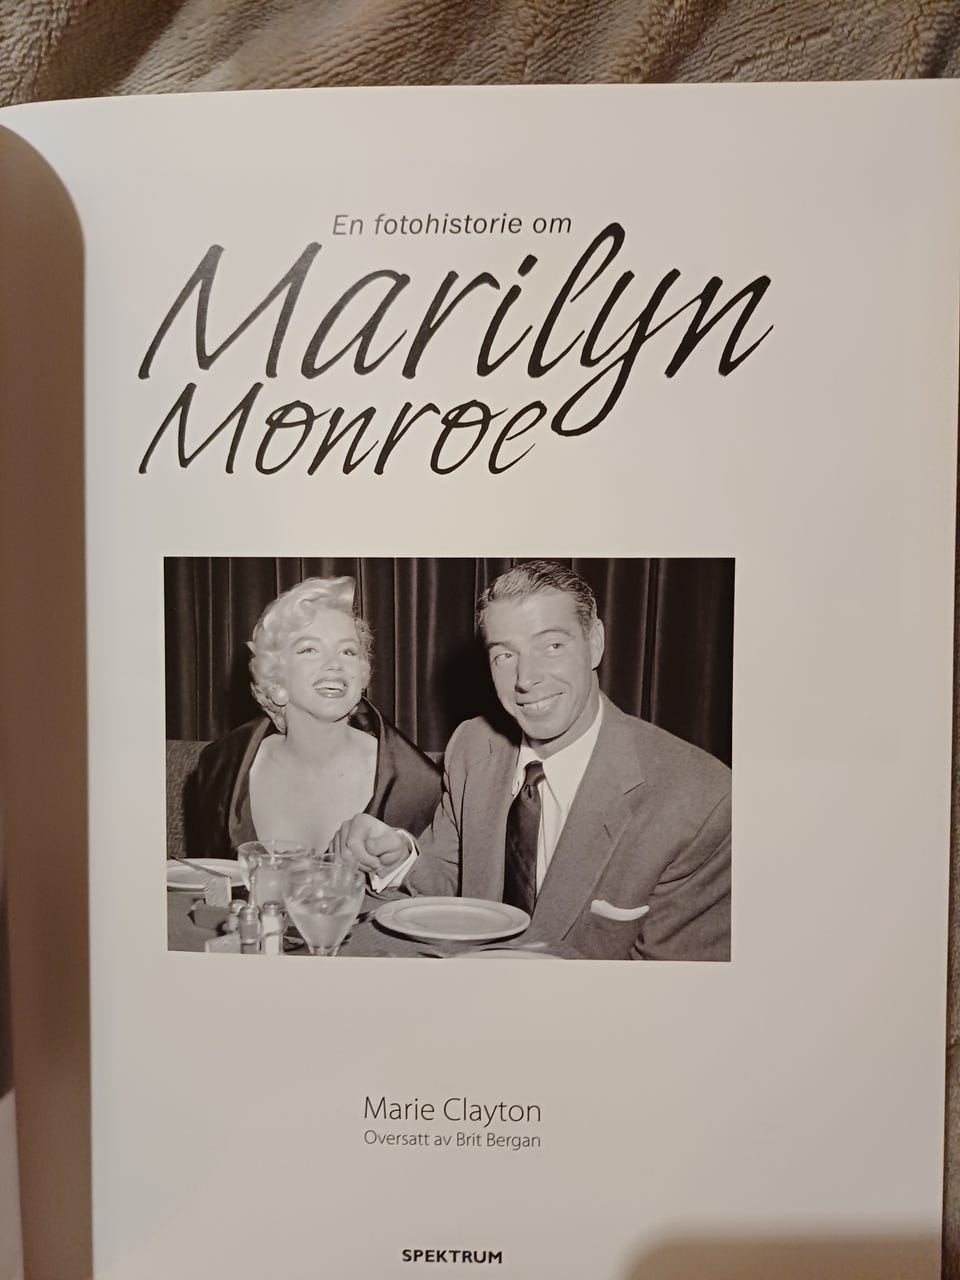 En fotohistorie om
Marilyn
Monroe
Marie Clayton
Oversatt av Brit Bergan
SPEKTRUM